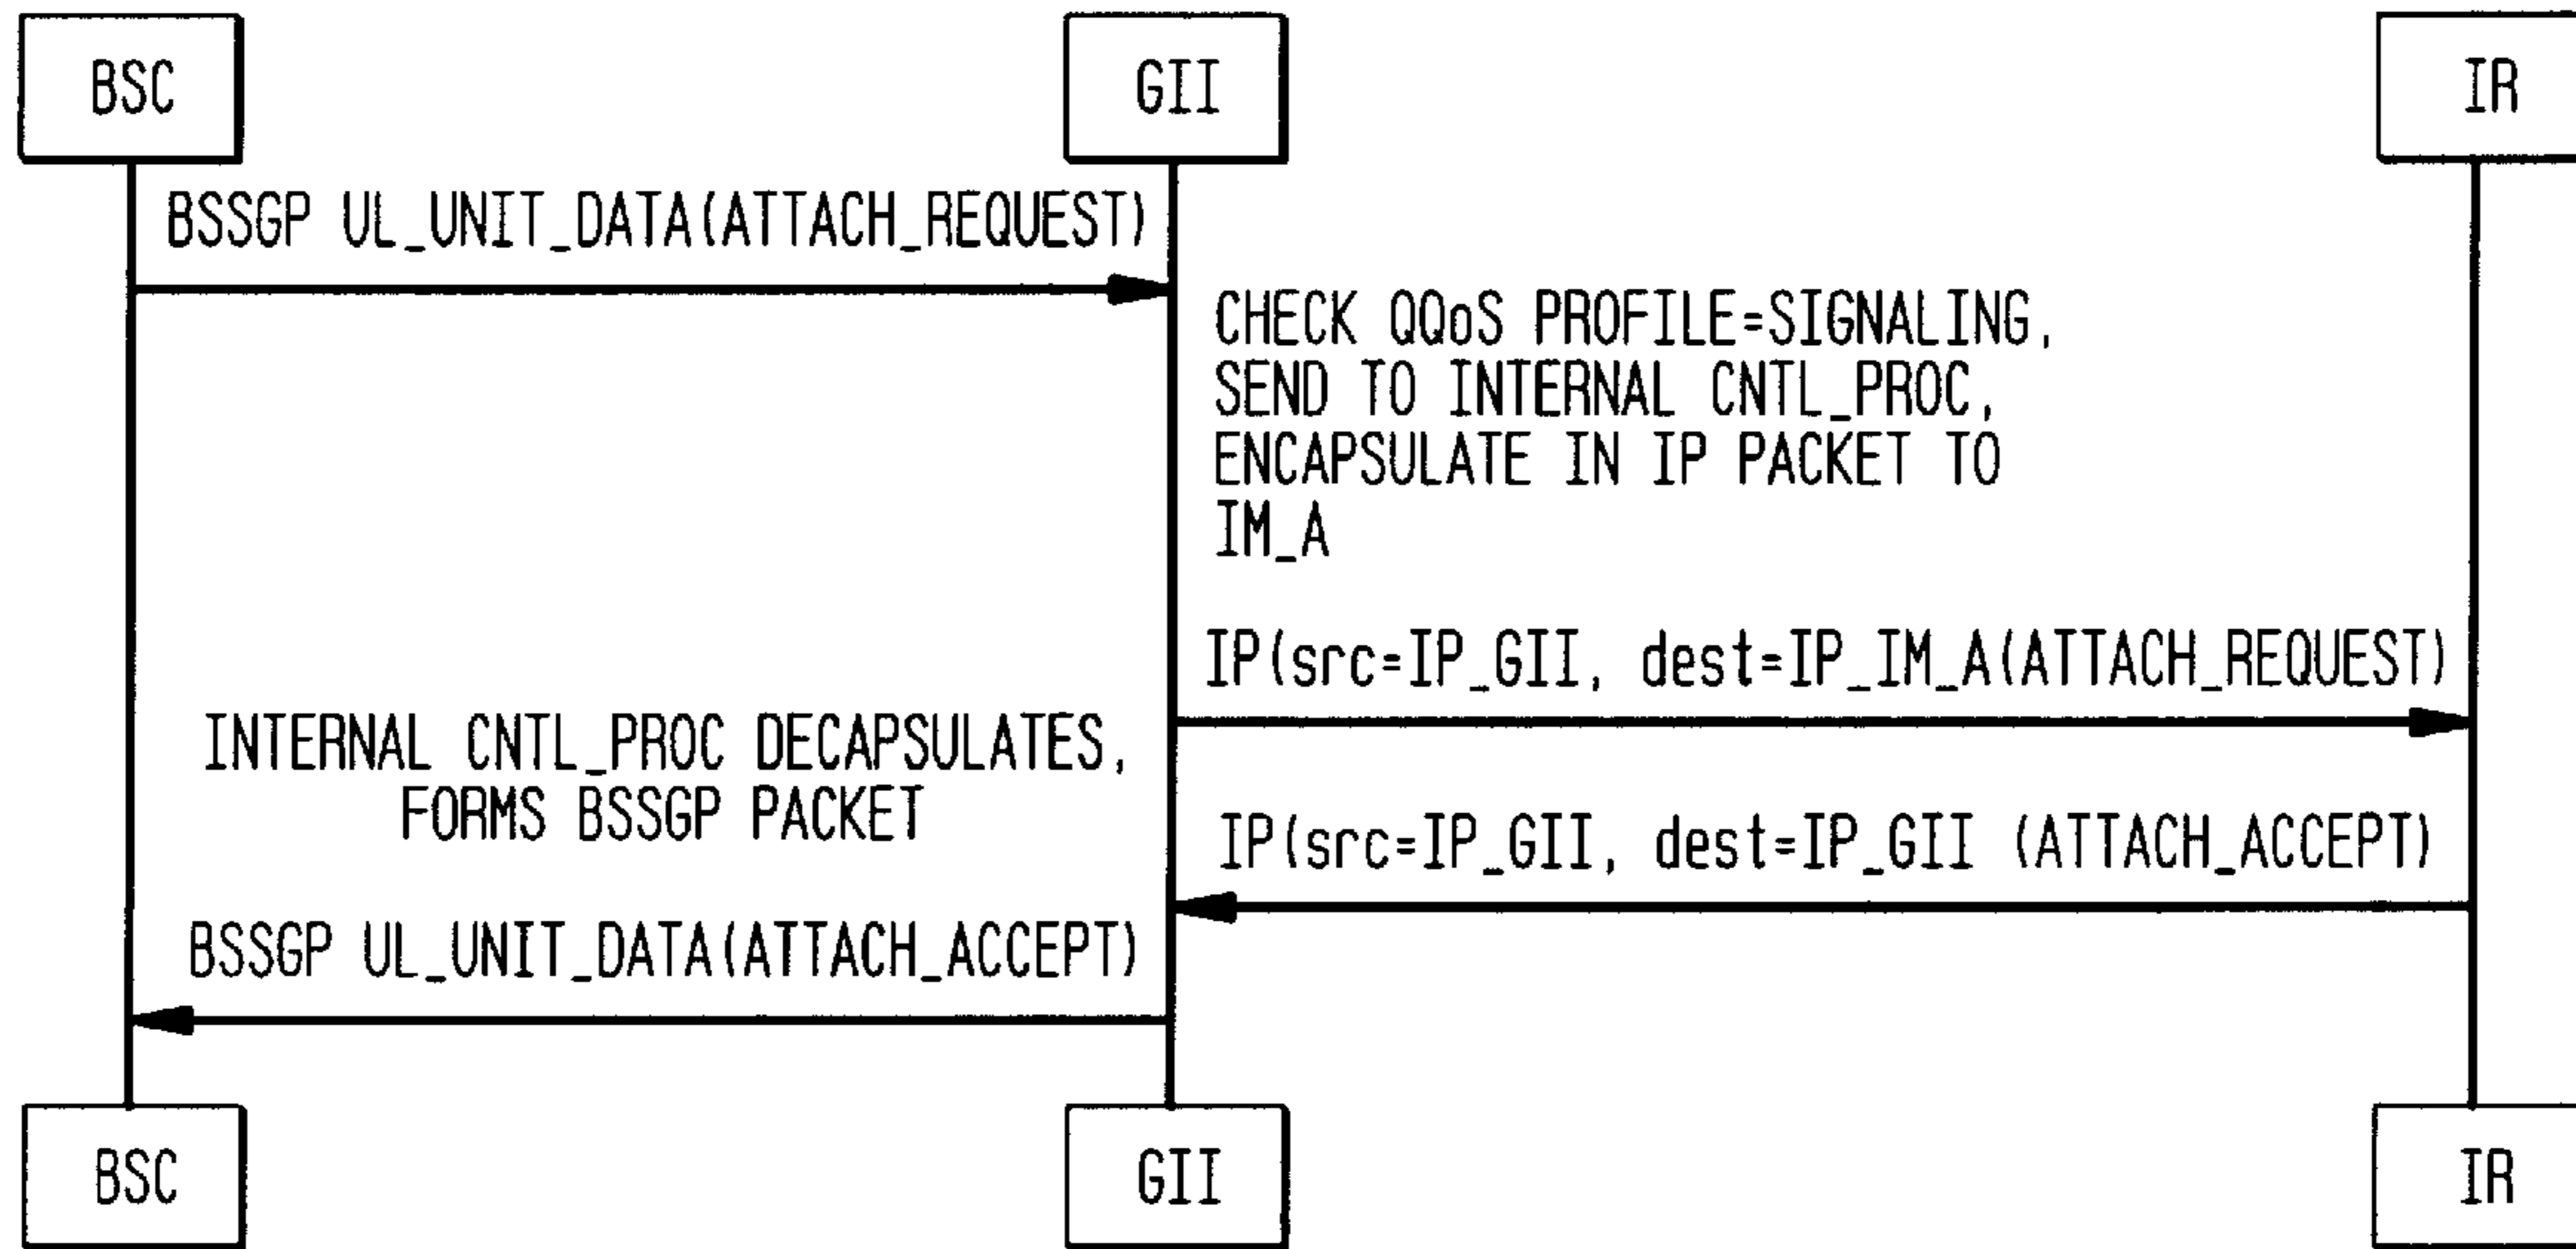 BSC
GII
IR
BSSGP UL_UNIT_DATA(ATTACH_REQUEST)
CHECK QQoS PROFILE=SIGNALING,
SEND TO INTERNAL CNTL_PROC,
ENCAPSULATE IN IP PACKET TO
IM_A
IP(src=IP_GII, dest=IP_IM_A(ATTACH_REQUEST)
INTERNAL CNTL_PROC DECAPSULATES,
FORMS BSSGP PACKET
IP(src=IP_GII, dest=IP_GII (ATTACH_ACCEPT)
BSSGP UL_UNIT_DATA(ATTACH_ACCEPT)
BSC
GII
IR